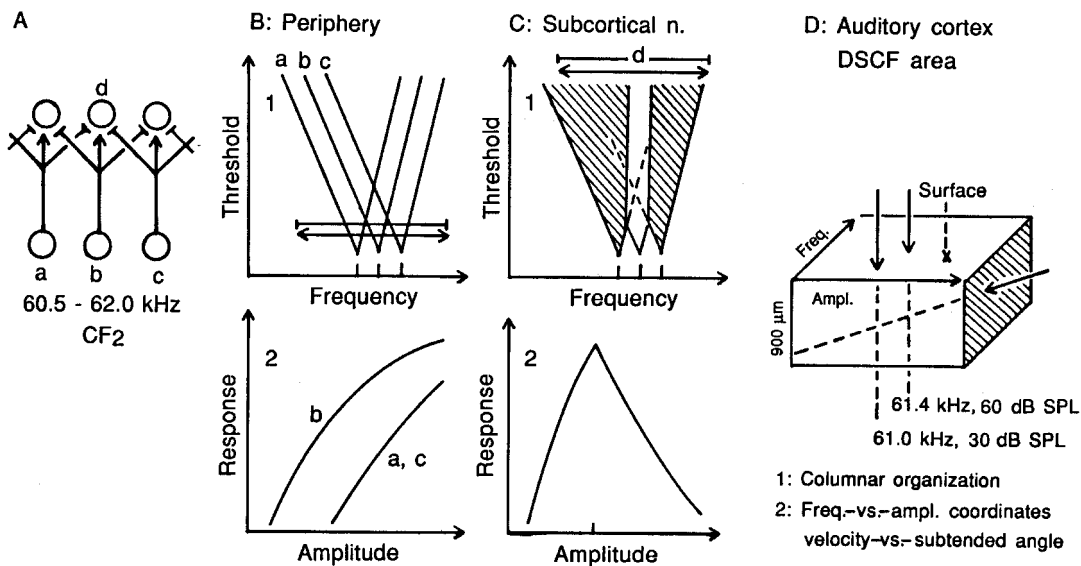 A
d
a b c
60.5 - 62.0 kHz
CF2
B: Periphery
a b c
1
Threshold
Frequency
2
b
a, c
Response
Amplitude
C: Subcortical n.
d
1
Threshold
Frequency
2
Response
Amplitude
D: Auditory cortex
DSCF area
Surface
Freq.
Ampl.
900 µm
61.4 kHz, 60 dB SPL
61.0 kHz, 30 dB SPL
1: Columnar organization
2: Freq.-vs.-ampl. coordinates
velocity-vs.-subtended angle